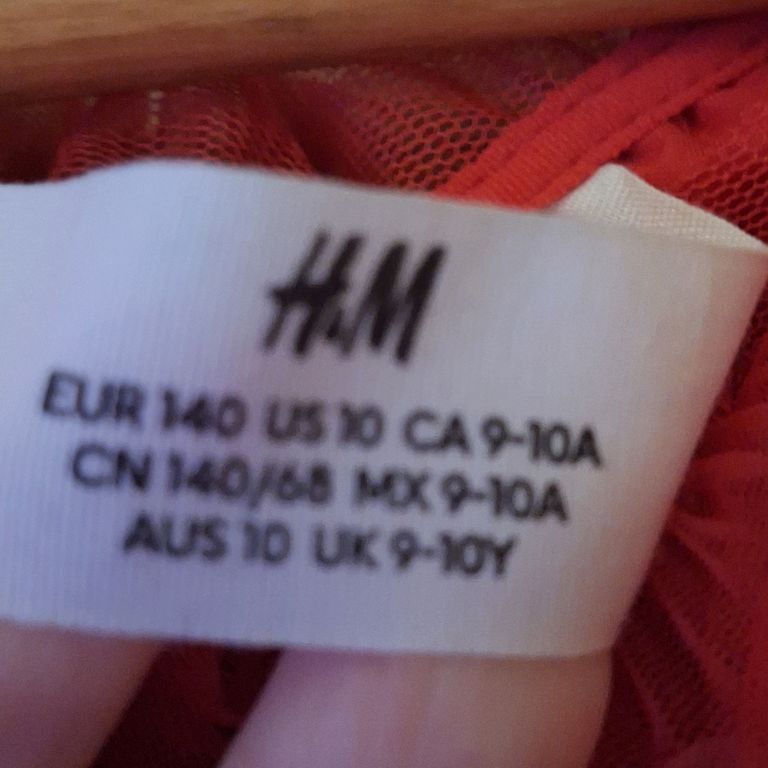 H&M
EUR 140 US 10 CA 9-10A
CN 140/68 MX 9-10A
AUS 10 UK 9-10Y